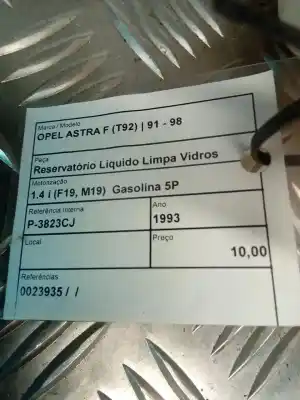 Marca / Modelo
OPEL ASTRA F (T92) | 91 - 98
Peça
Reservatório Liquido Limpa Vidros
Motorização
1.4 i (F19, M19) Gasolina 5P
Referência Interna
P-3823CJ
Ano
1993
Local
Preço
10,00
Referências
0023935 / /